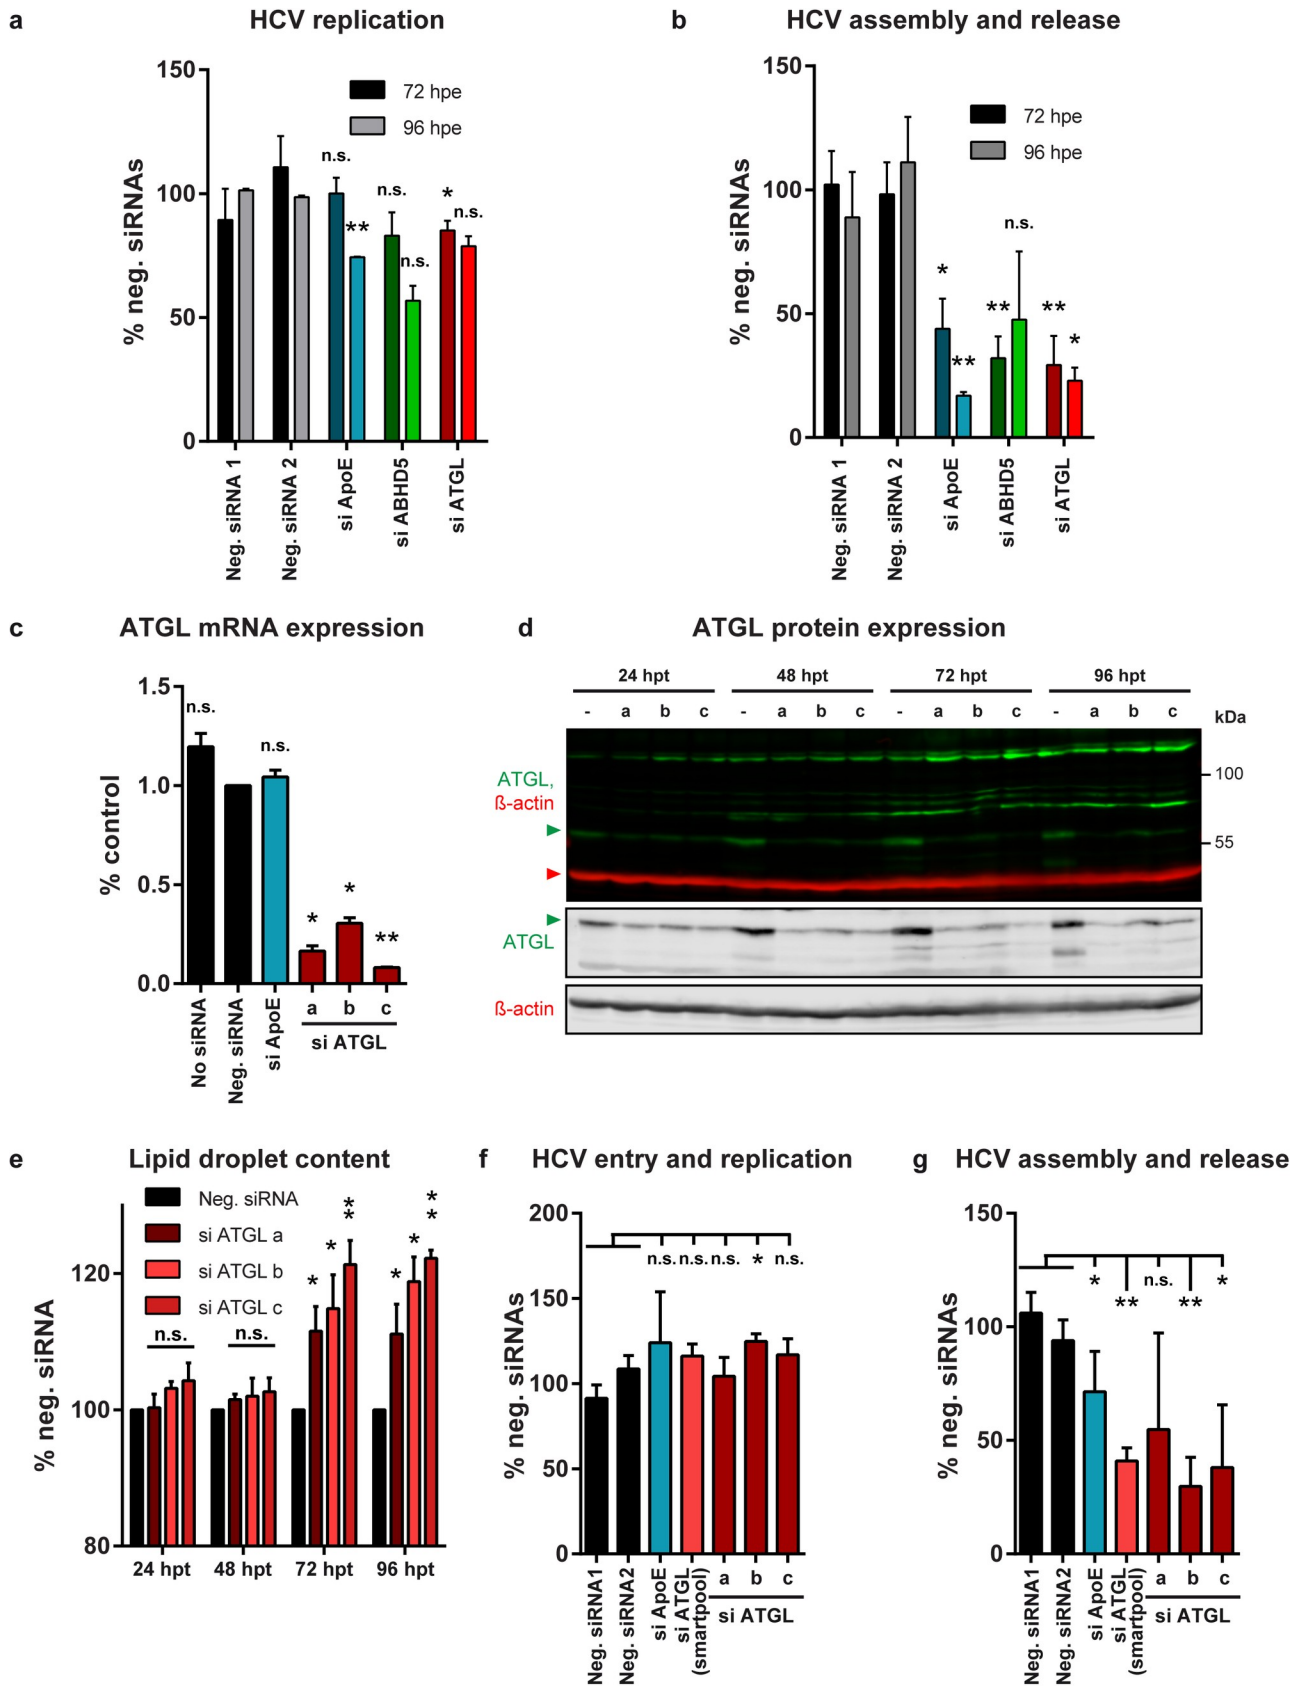 a
HCV replication
150
100
50
0
% neg. siRNAs
72 hpe
96 hpe
n.s.
**
n.s.
n.s.
*
n.s.
Neg. siRNA 1
Neg. siRNA 2
si ApoE
si ABHD5
si ATGL
b
HCV assembly and release
150
100
50
0
% neg. siRNAs
72 hpe
96 hpe
*
**
**
n.s.
**
*
Neg. siRNA 1
Neg. siRNA 2
si ApoE
si ABHD5
si ATGL
c
ATGL mRNA expression
1.5
1.0
0.5
0.0
% control
n.s.
n.s.
*
*
**
No siRNA
Neg. siRNA
si ApoE
a b c
si ATGL
d
ATGL protein expression
24 hpt 48 hpt 72 hpt 96 hpt
- a b c - a b c - a b c - a b c
kDa
ATGL,
ß-actin
100
55
ATGL
ß-actin
e
Lipid droplet content
120
100
80
% neg. siRNA
Neg. siRNA
si ATGL a
si ATGL b
si ATGL c
n.s.
n.s.
*
*
*
*
*
*
*
*
24 hpt 48 hpt 72 hpt 96 hpt
f
HCV entry and replication
200
150
100
50
0
% neg. siRNAs
n.s. n.s. n.s. * n.s.
Neg. siRNA1
Neg. siRNA2
si ApoE
si ATGL
(smartpool)
a b c
si ATGL
g
HCV assembly and release
150
100
50
0
% neg. siRNAs
* ** n.s. ** *
Neg. siRNA1
Neg. siRNA2
si ApoE
si ATGL
(smartpool)
a b c
si ATGL